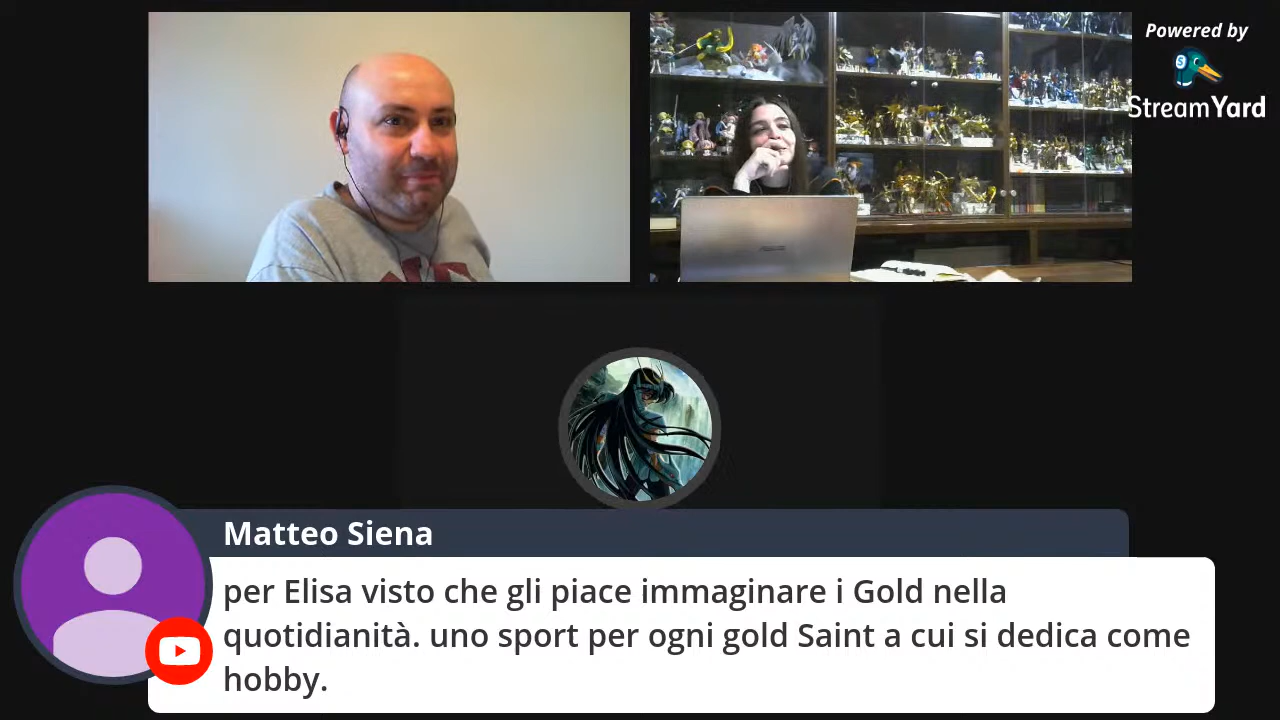 Powered by
StreamYard
Matteo Siena
per Elisa visto che gli piace immaginare i Gold nella
quotidianità. uno sport per ogni gold Saint a cui si dedica come
hobby.